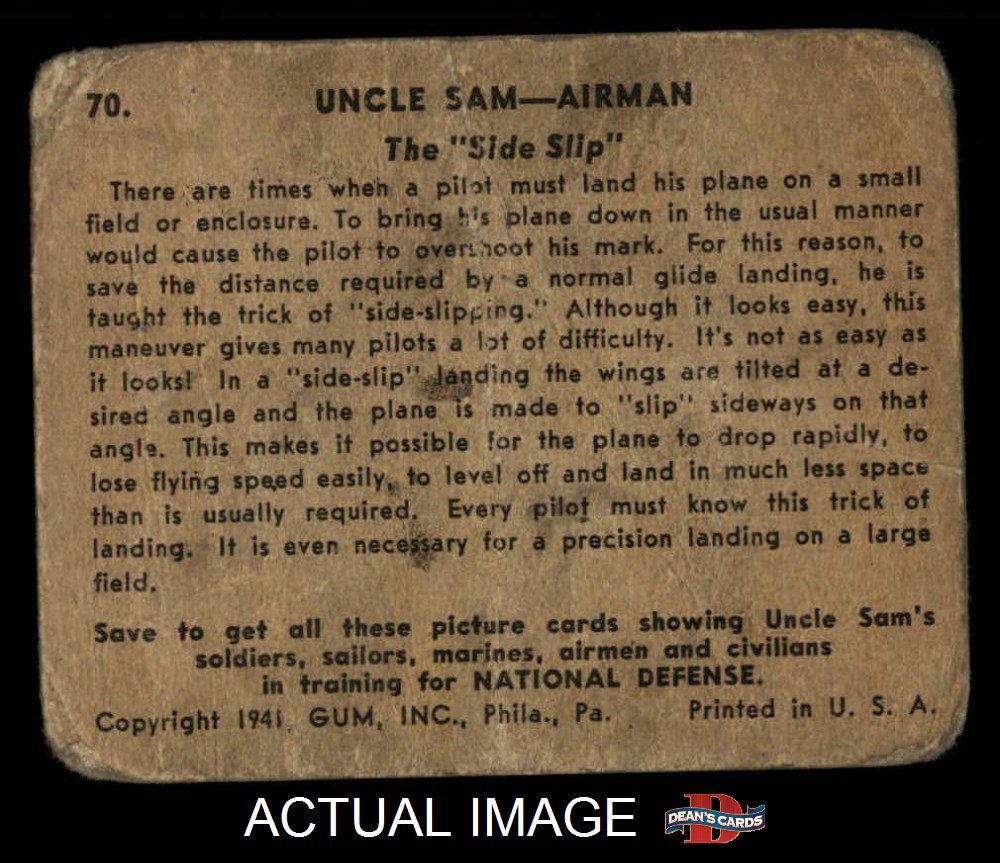 70.
UNCLE SAM—AIRMAN
The "Side Slip"
There are times when a pilot must land his plane on a small
field or enclosure. To bring his plane down in the usual manner
would cause the pilot to overshoot his mark. For this reason, to
save the distance required by a normal glide landing, he is
taught the trick of "side-slipping." Although it looks easy, this
maneuver gives many pilots a lot of difficulty. It's not as easy as
it looks! In a "side-slip" landing the wings are tilted at a de-
sired angle and the plane is made to "slip" sideways on that
angle. This makes it possible for the plane to drop rapidly, to
lose flying speed easily, to level off and land in much less space
than is usually required. Every pilot must know this trick of
landing. It is even necessary for a precision landing on a large
field.
Save to get all these picture cards showing Uncle Sam's
soldiers, sailors, marines, airmen and civilians
in training for NATIONAL DEFENSE.
Copyright 1941 GUM, INC., Phila., Pa. Printed in U. S. A.
ACTUAL IMAGE
D
DEAN'S CARDS